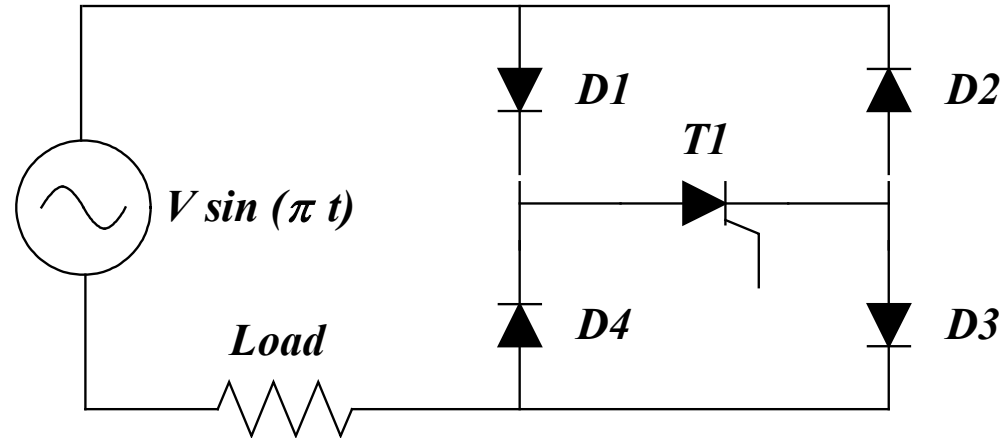 D1
D2
T1
V sin (π t)
Load
D4
D3